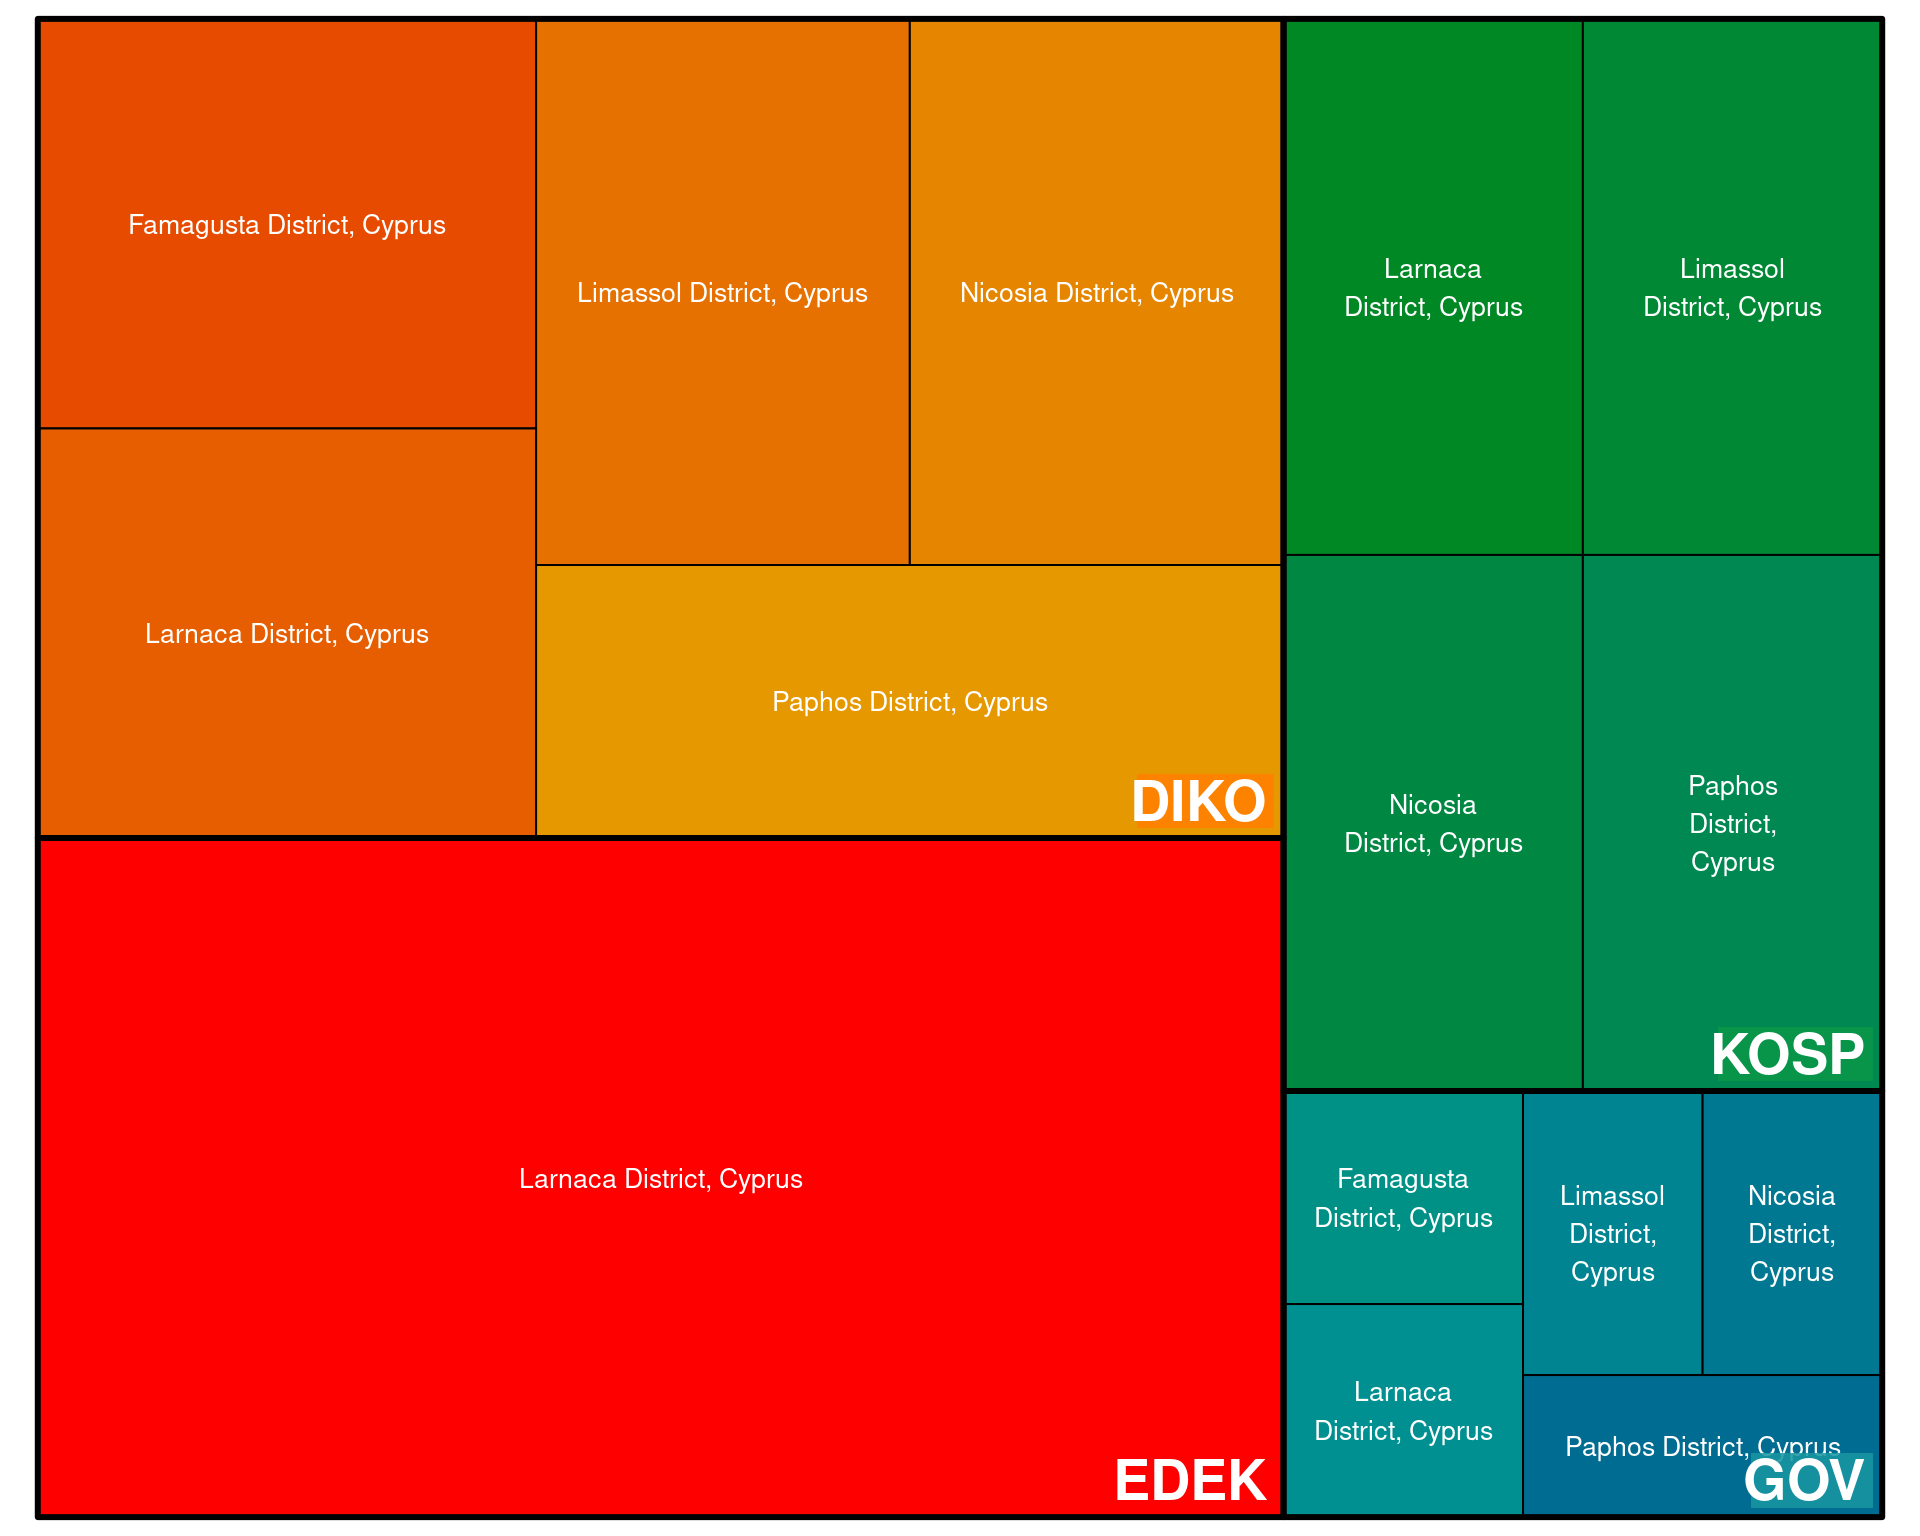 Famagusta District, Cyprus
Limassol District, Cyprus
Nicosia District, Cyprus
Larnaca District, Cyprus
Paphos District, Cyprus
DIKO
Larnaca District, Cyprus
EDEK
Larnaca
District, Cyprus
Limassol
District, Cyprus
Nicosia
District, Cyprus
Paphos
District,
Cyprus
KOSP
Famagusta
District, Cyprus
Limassol
District,
Cyprus
Nicosia
District,
Cyprus
Larnaca
District, Cyprus
Paphos District, Cyprus
GOV